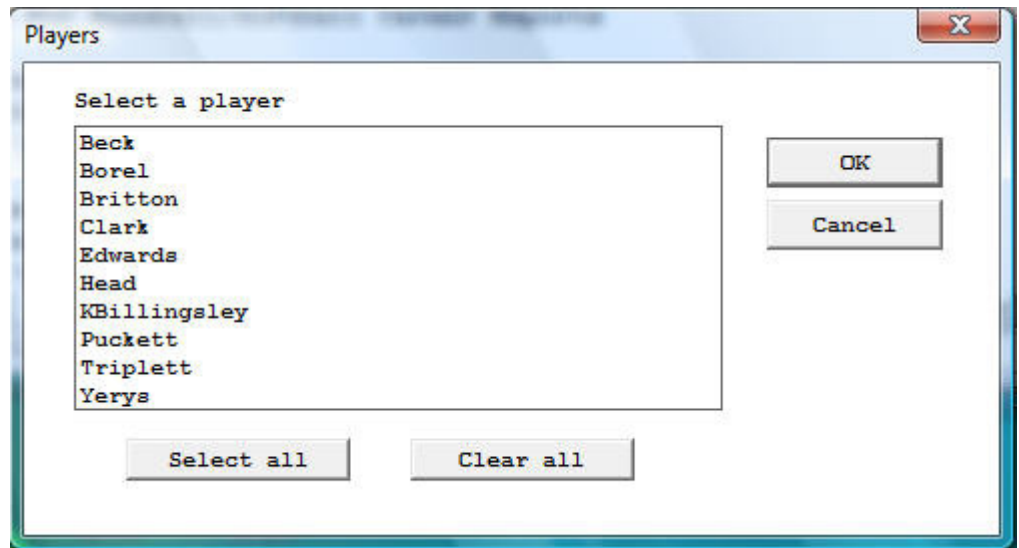 Players
Select a player
Beck
Borel
Britton
Clark
Edwards
Head
KBillingsley
Puckett
Triplett
Yerys
OK
Cancel
Select all
Clear all